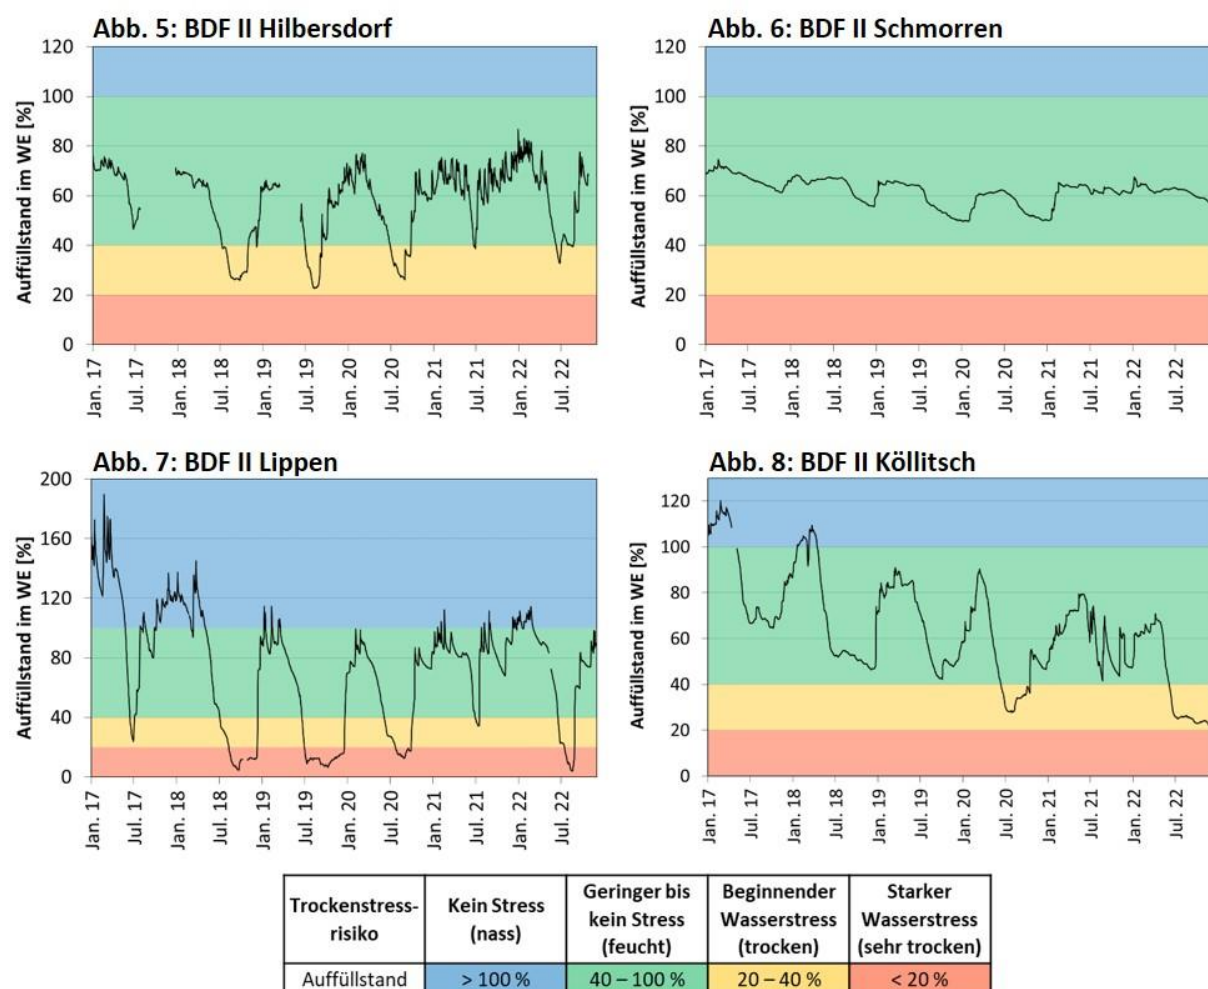 Abb. 5: BDF II Hilbersdorf
Auffüllstand im WE [%]
120
100
80
60
40
20
0
Jan. 17
Jul. 17
Jan. 18
Jul. 18
Jan. 19
Jul. 19
Jan. 20
Jul. 20
Jan. 21
Jul. 21
Jan. 22
Jul. 22
Abb. 6: BDF II Schmorren
Auffüllstand im WE [%]
120
100
80
60
40
20
0
Jan. 17
Jul. 17
Jan. 18
Jul. 18
Jan. 19
Jul. 19
Jan. 20
Jul. 20
Jan. 21
Jul. 21
Jan. 22
Jul. 22
Abb. 7: BDF II Lippen
Auffüllstand im WE [%]
200
160
120
80
40
0
Jan. 17
Jul. 17
Jan. 18
Jul. 18
Jan. 19
Jul. 19
Jan. 20
Jul. 20
Jan. 21
Jul. 21
Jan. 22
Jul. 22
Abb. 8: BDF II Köllitsch
Auffüllstand im WE [%]
120
100
80
60
40
20
0
Jan. 17
Jul. 17
Jan. 18
Jul. 18
Jan. 19
Jul. 19
Jan. 20
Jul. 20
Jan. 21
Jul. 21
Jan. 22
Jul. 22
Trockenstress-
risiko
Kein Stress
(nass)
Geringer bis
kein Stress
(feucht)
Beginnender
Wasserstress
(trocken)
Starker
Wasserstress
(sehr trocken)
Auffüllstand
> 100 %
40 – 100 %
20 – 40 %
< 20 %